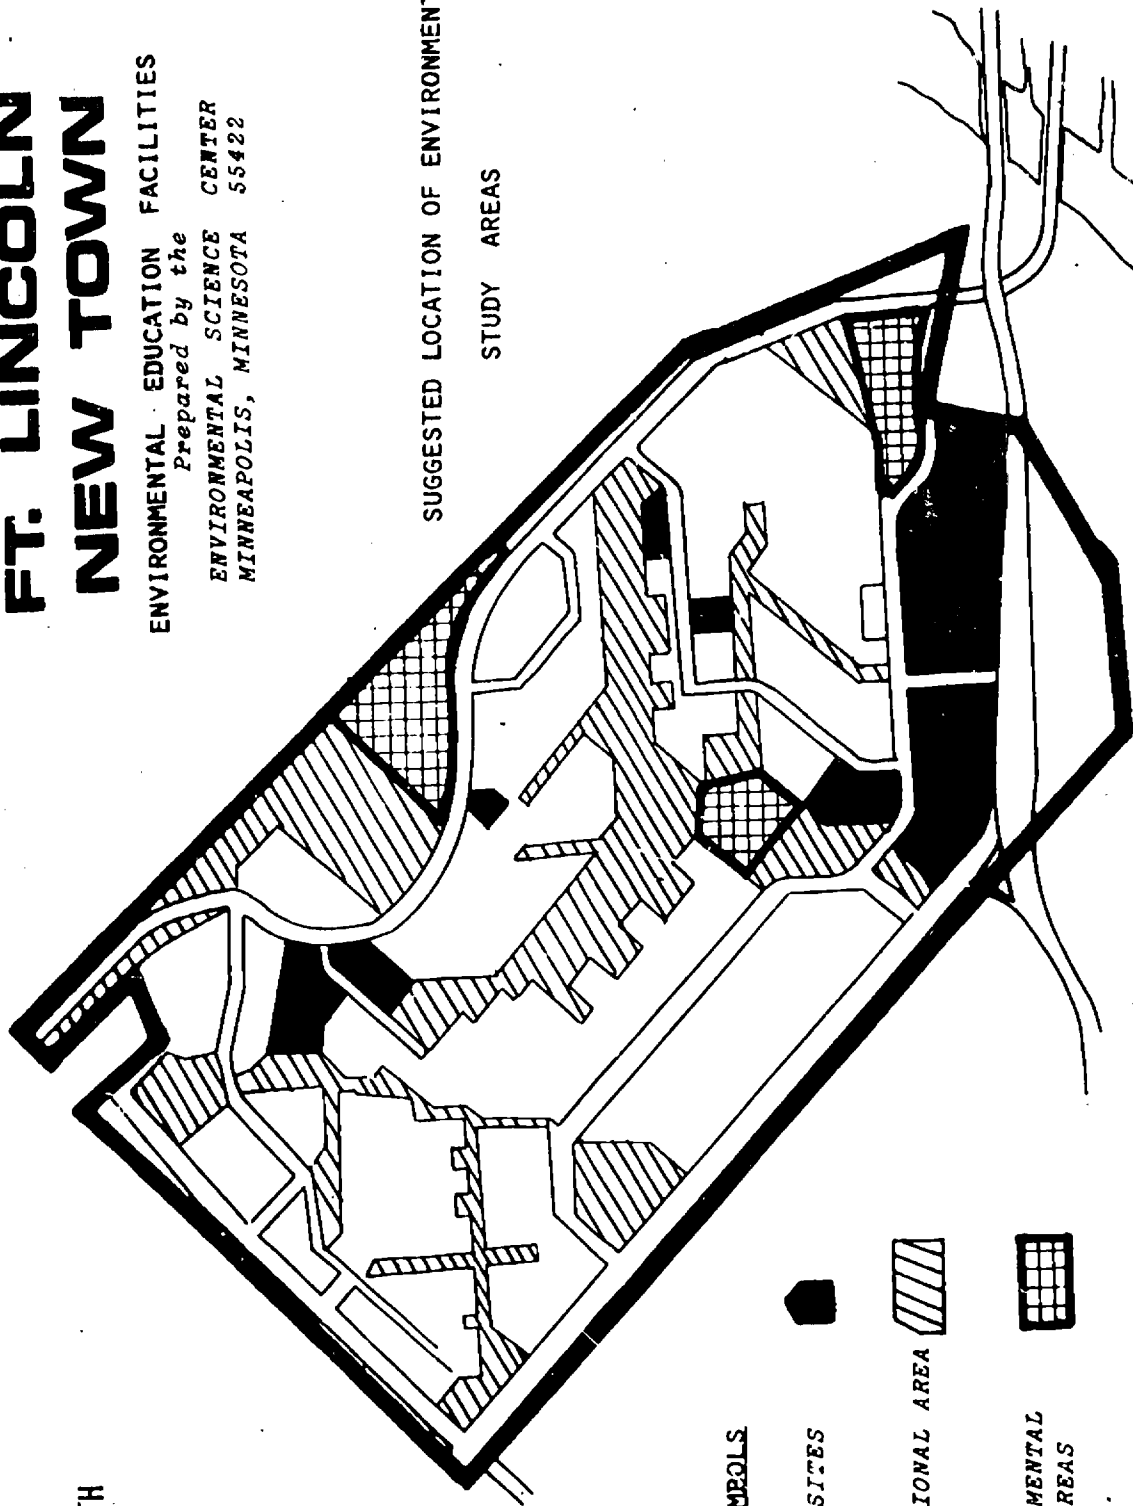 FT. LINCOLN
NEW TOWN
ENVIRONMENTAL EDUCATION FACILITIES
Prepared by the
ENVIRONMENTAL SCIENCE CENTER
MINNEAPOLIS, MINNESOTA 55422
SUGGESTED LOCATION OF ENVIRONMENT
STUDY AREAS
TH
MBOLS
SITES
IONAL AREA
MENTAL
REAS